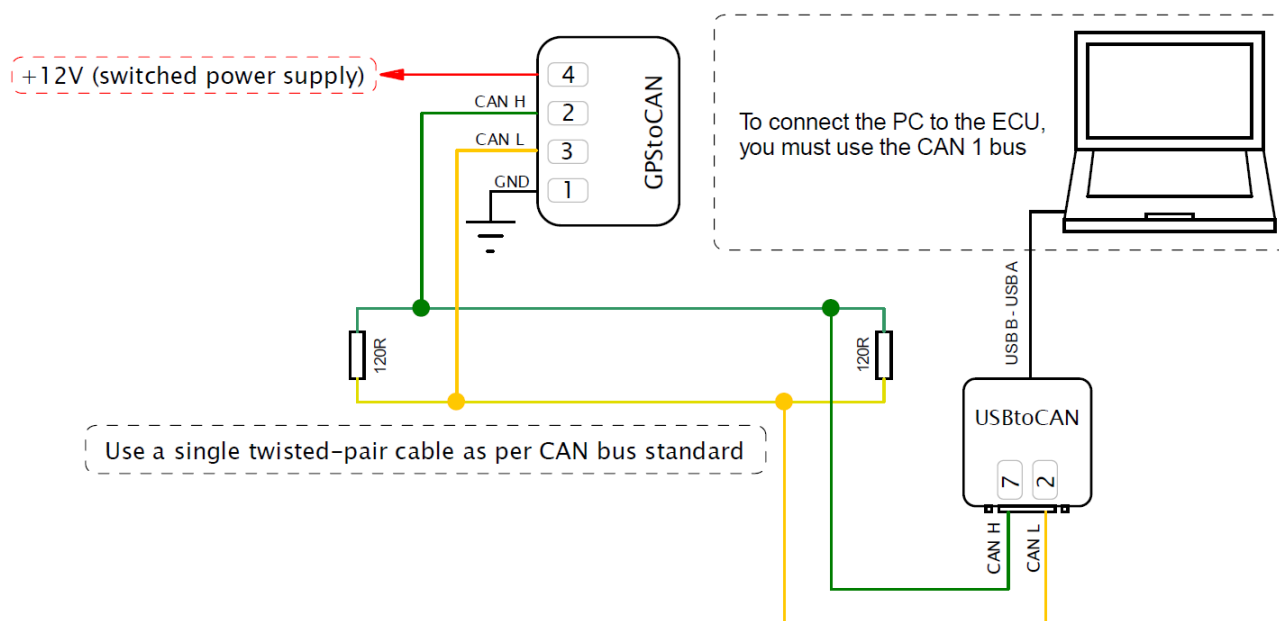 +12V (switched power supply)
4
CAN H
2
CAN L
3
GND
1
GPStoCAN
To connect the PC to the ECU,
you must use the CAN 1 bus
USB B - USB A
120R
120R
Use a single twisted-pair cable as per CAN bus standard
USBtoCAN
7
2
CAN H
CAN L